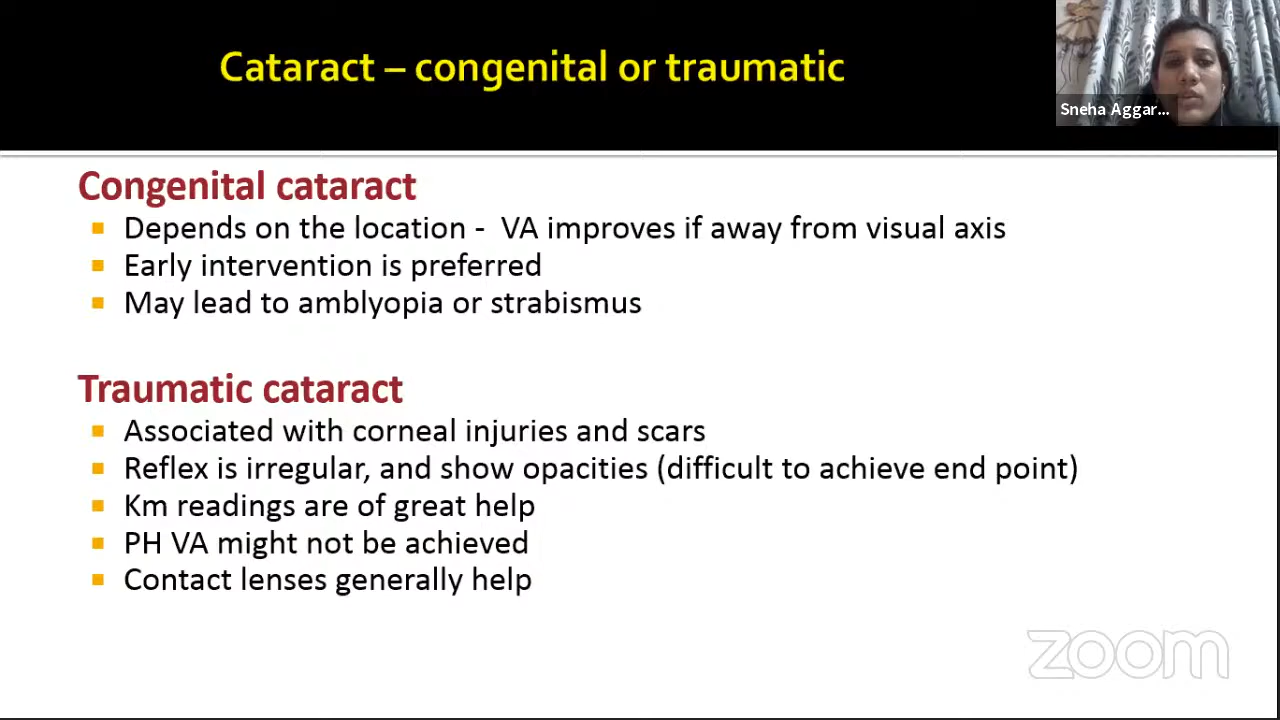 Cataract – congenital or traumatic
Sneha Aggar...
Congenital cataract
Depends on the location - VA improves if away from visual axis
Early intervention is preferred
May lead to amblyopia or strabismus
Traumatic cataract
Associated with corneal injuries and scars
Reflex is irregular, and show opacities (difficult to achieve end point)
Km readings are of great help
PH VA might not be achieved
Contact lenses generally help
zoom